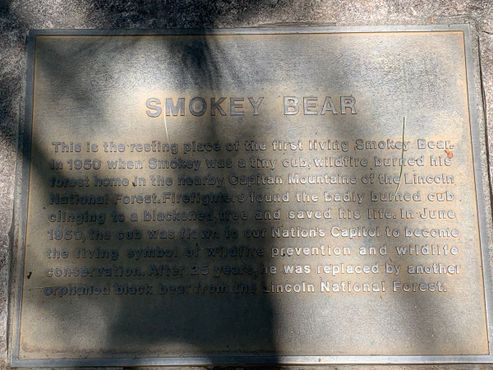 SMOKEY BEAR
This is the resting place of the first living Smokey Bear.
In 1950 when Smokey was a tiny cub, wildfire burned his
forest home in the nearby Capitan Mountains of the Lincoln
National Forest. Firefighters found the badly burned cub
clinging to a blackened tree and saved his life. In June
1950, the cub was flown to our Nation's Capitol to become
the living symbol of wildfire prevention and wildlife
conservation. After 25 years, he was replaced by another
orphaned black bear from the Lincoln National Forest.